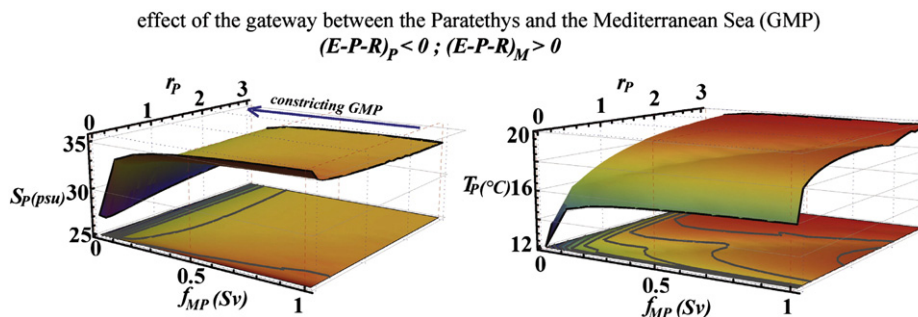 effect of the gateway between the Paratethys and the Mediterranean Sea (GMP)
(E-P-R)P < 0 ; (E-P-R)M > 0
rP
0 1 2 3
constricting GMP
35
30
25
SP(psu)
0 0.5 1
fMP (Sv)
rP
0 1 2 3
20
16
12
TP(°C)
0 0.5 1
fMP (Sv)